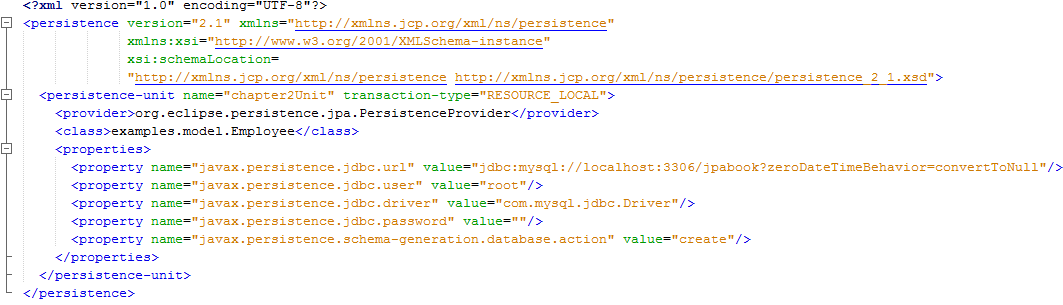 <?xml version="1.0" encoding="UTF-8"?>
<persistence version="2.1" xmlns="http://xmlns.jcp.org/xml/ns/persistence"
xmlns:xsi="http://www.w3.org/2001/XMLSchema-instance"
xsi:schemaLocation=
"http://xmlns.jcp.org/xml/ns/persistence http://xmlns.jcp.org/xml/ns/persistence/persistence_2_1.xsd">
<persistence-unit name="chapter2Unit" transaction-type="RESOURCE_LOCAL">
<provider>org.eclipse.persistence.jpa.PersistenceProvider</provider>
<class>examples.model.Employee</class>
<properties>
<property name="javax.persistence.jdbc.url" value="jdbc:mysql://localhost:3306/jpabook?zeroDateTimeBehavior=convertToNull"/>
<property name="javax.persistence.jdbc.user" value="root"/>
<property name="javax.persistence.jdbc.driver" value="com.mysql.jdbc.Driver"/>
<property name="javax.persistence.jdbc.password" value=""/>
<property name="javax.persistence.schema-generation.database.action" value="create"/>
</properties>
</persistence-unit>
</persistence>